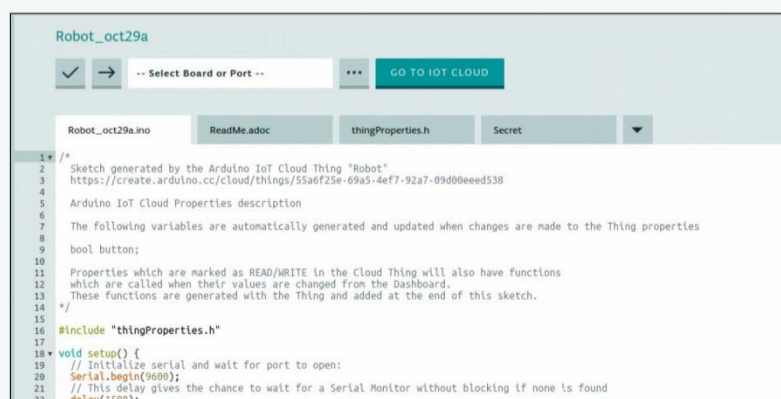 Robot_oct29a
-- Select Board or Port -- ... GO TO IOT CLOUD
Robot_oct29a.ino ReadMe.adoc thingProperties.h Secret
1 /*
2 Sketch generated by the Arduino IoT Cloud Thing "Robot"
3 https://create.arduino.cc/cloud/things/55a6f25e-69a5-4ef7-92a7-09d00eeed538
4
5 Arduino IoT Cloud Properties description
6
7 The following variables are automatically generated and updated when changes are made to the Thing properties
8
9 bool button;
10
11 Properties which are marked as READ/WRITE in the Cloud Thing will also have functions
12 which are called when their values are changed from the Dashboard.
13 These functions are generated with the Thing and added at the end of this sketch.
14 */
15
16 #include "thingProperties.h"
17
18 void setup() {
19 // Initialize serial and wait for port to open:
20 Serial.begin(9600);
21 // This delay gives the chance to wait for a Serial Monitor without blocking if none is found
22 delay(1500);